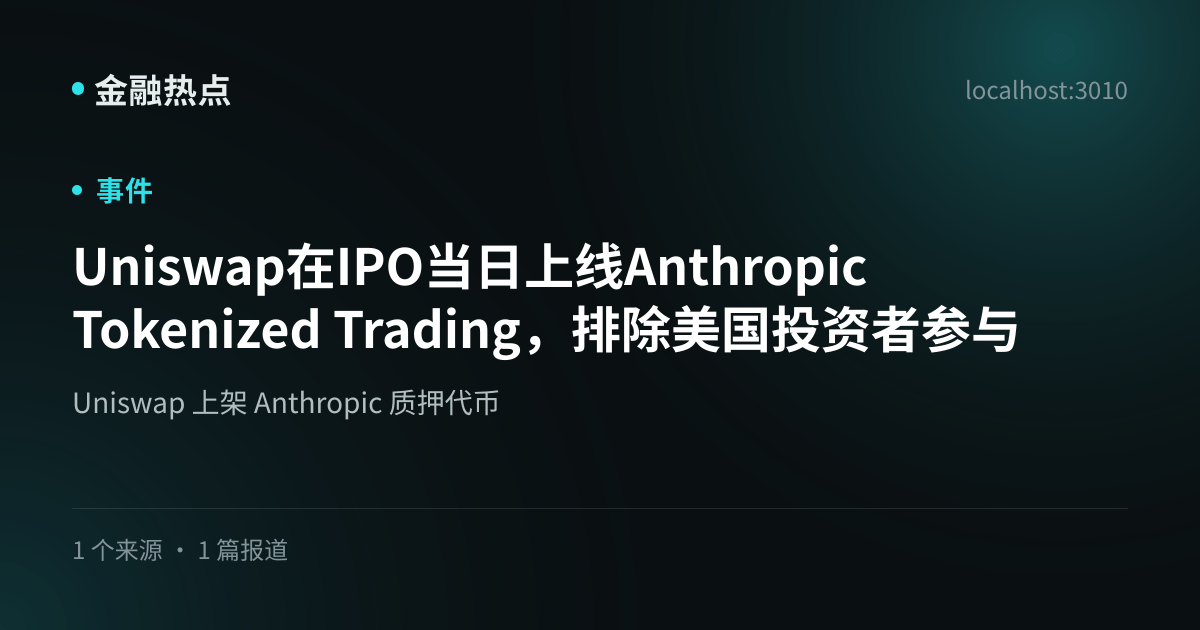 金融热点
localhost:3010
事件
Uniswap在IPO当日上线Anthropic
Tokenized Trading，排除美国投资者参与
Uniswap 上架 Anthropic 质押代币
1 个来源 · 1 篇报道